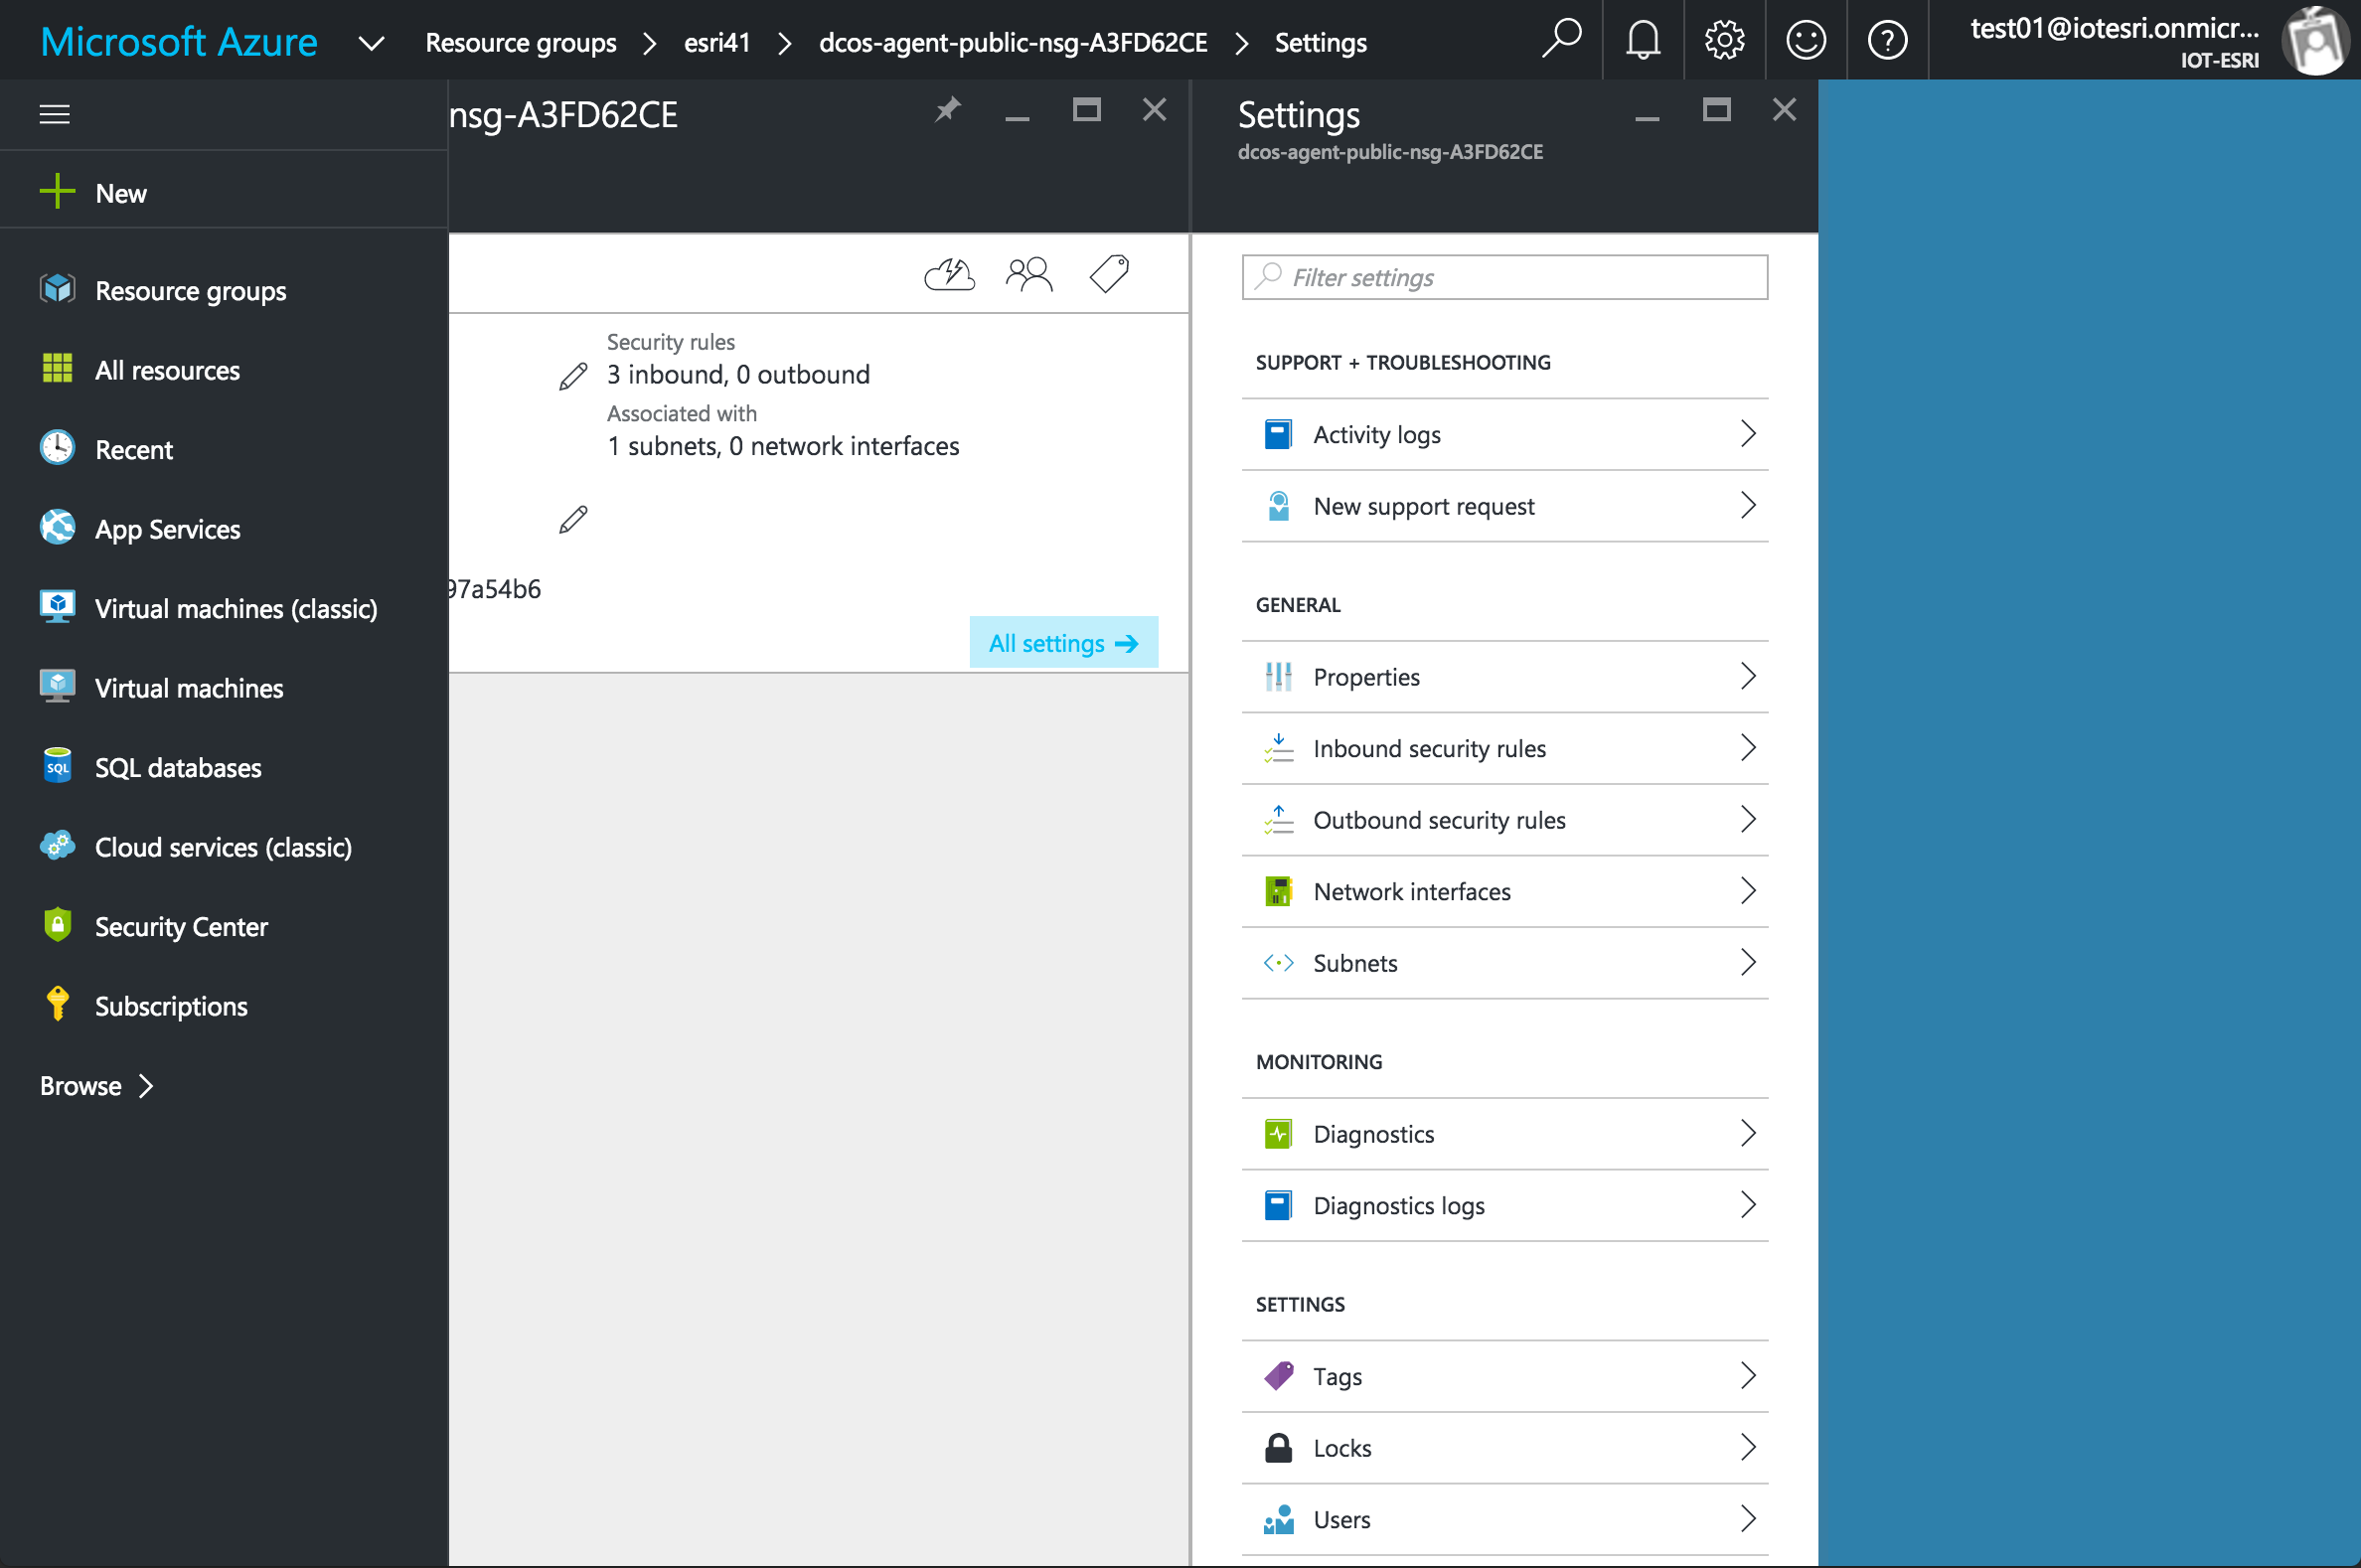 Microsoft Azure
Resource groups
esri41
dcos-agent-public-nsg-A3FD62CE
Settings
test01@iotesri.onmicr...
IOT-ESRI
New
Resource groups
All resources
Recent
App Services
Virtual machines (classic)
Virtual machines
SQL
SQL databases
Cloud services (classic)
Security Center
Subscriptions
Browse
nsg-A3FD62CE
Security rules
3 inbound, 0 outbound
Associated with
1 subnets, 0 network interfaces
97a54b6
All settings
Settings
dcos-agent-public-nsg-A3FD62CE
Filter settings
SUPPORT + TROUBLESHOOTING
Activity logs
New support request
GENERAL
Properties
Inbound security rules
Outbound security rules
Network interfaces
Subnets
MONITORING
Diagnostics
Diagnostics logs
SETTINGS
Tags
Locks
Users